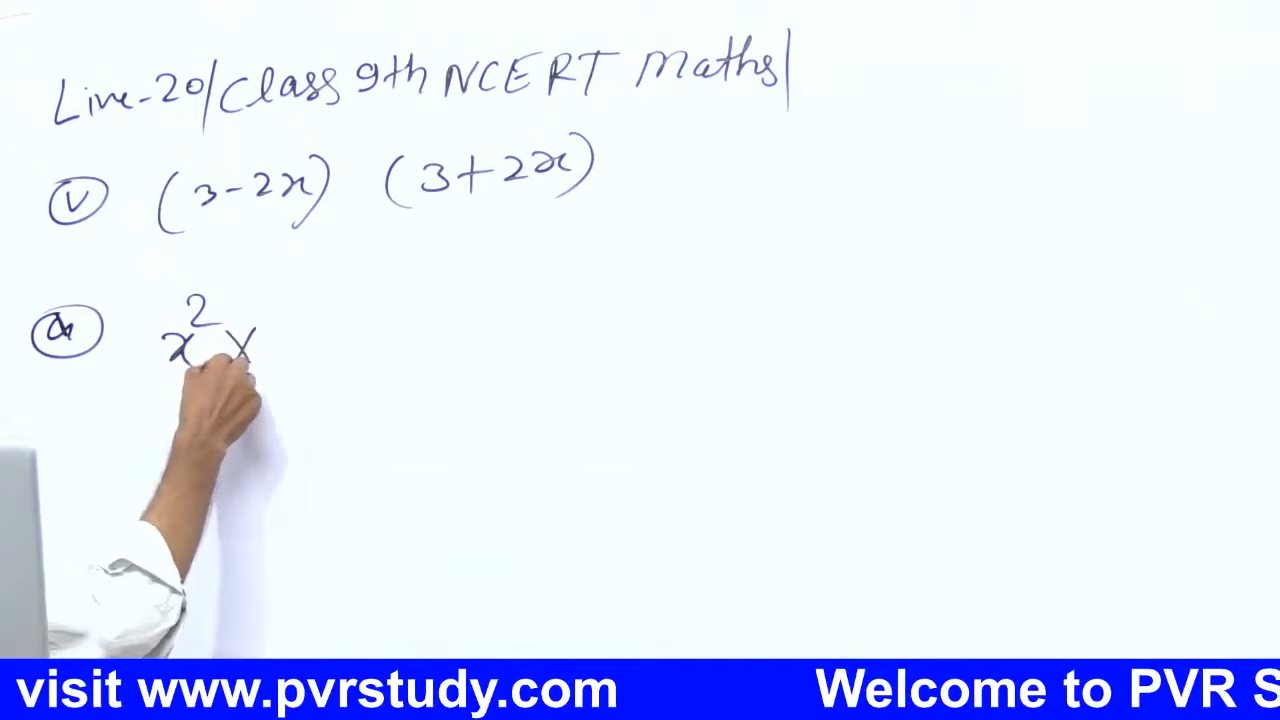 Live-20/Class 9th NCERT Maths/
v (3-2x) (3+2x)
x² y
visit www.pvrstudy.com Welcome to PVR S